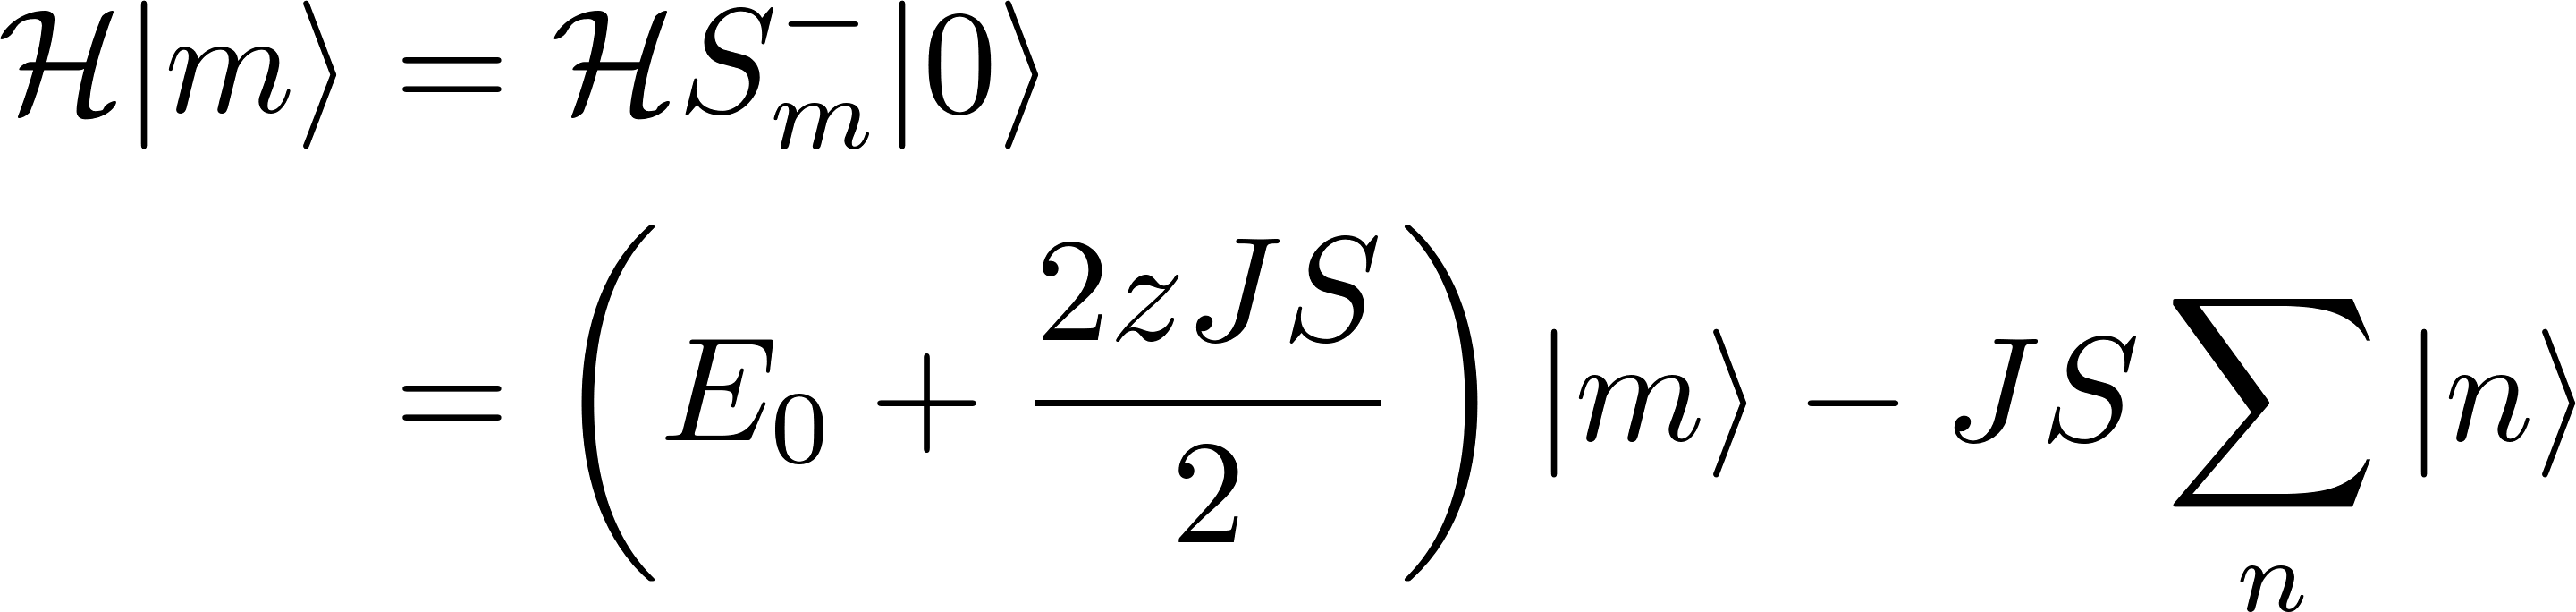 \mathcal{H}|m\rangle = \mathcal{H}S_m^-|0\rangle
= \left(E_0 + \frac{2zJS}{2}\right)|m\rangle - JS\sum_n |n\rangle